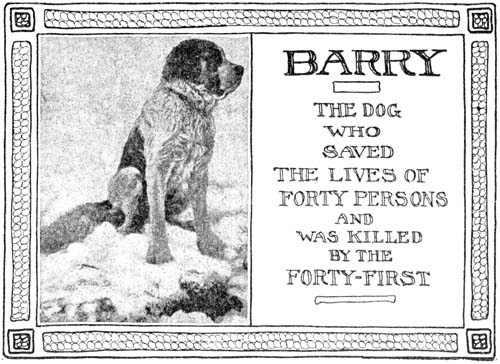 BARRY
THE DOG
WHO
SAVED
THE LIVES OF
FORTY PERSONS
AND
WAS KILLED
BY THE
FORTY-FIRST